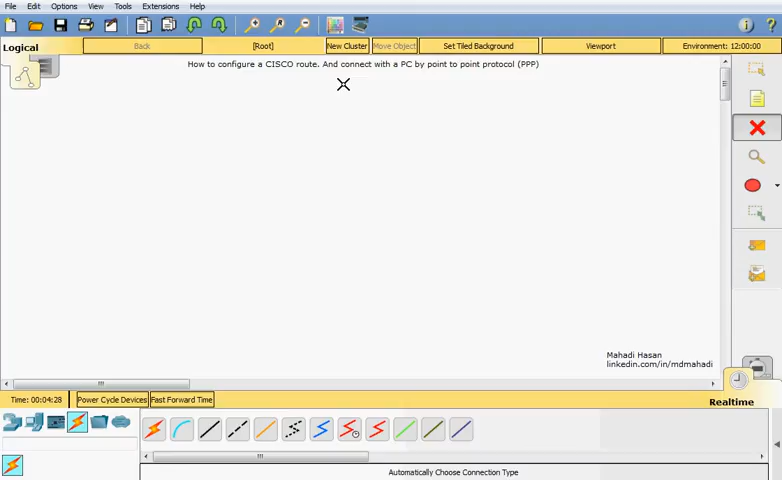 File Edit Options View Tools Extensions Help
Logical Back [Root] New Cluster Move Object Set Tiled Background Viewport Environment: 12:00:00
How to configure a CISCO route. And connect with a PC by point to point protocol (PPP)
Mahadi Hasan
linkedin.com/in/mdmahadi
Time: 00:04:28 Power Cycle Devices Fast Forward Time
Realtime
Automatically Choose Connection Type